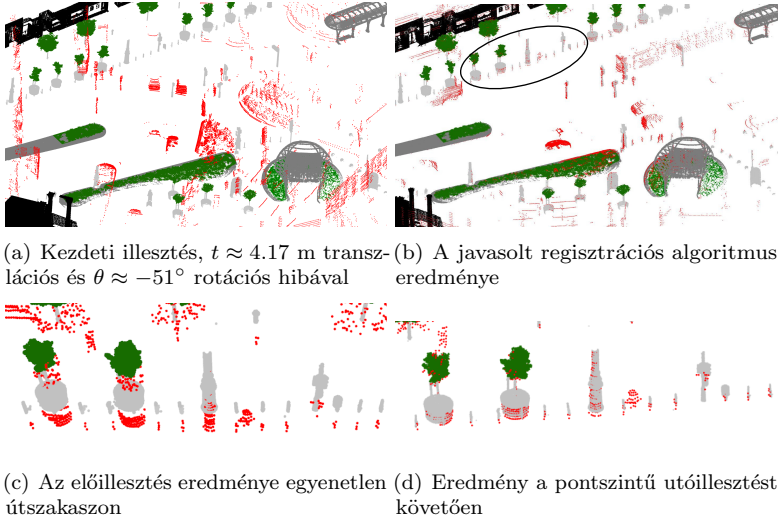 (a) Kezdeti illesztés, t ≈ 4.17 m transz-
lációs és θ ≈ −51° rotációs hibával
(b) A javasolt regisztrációs algoritmus
eredménye
(c) Az előillesztés eredménye egyenetlen
útszakaszon
(d) Eredmény a pontszintű utóillesztést
követően